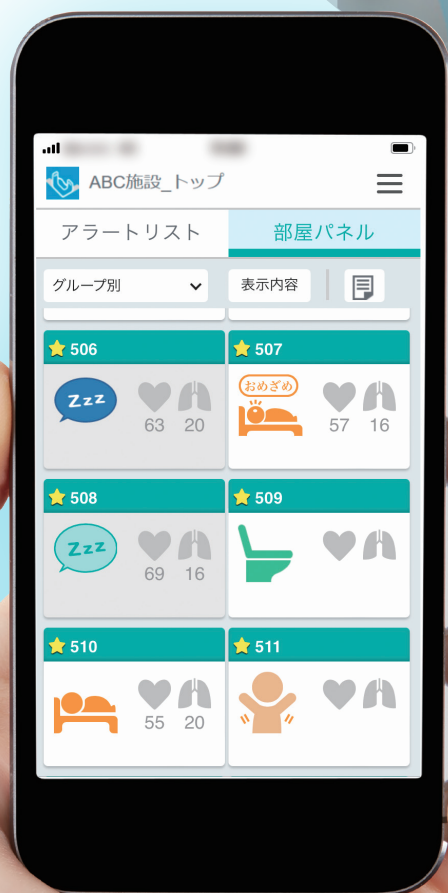 ABC施設_トップ
アラートリスト 部屋パネル
グループ別 表示内容
506 507
zzz おめざめ
63 20 57 16
508 509
zzz
69 16
510 511
55 20